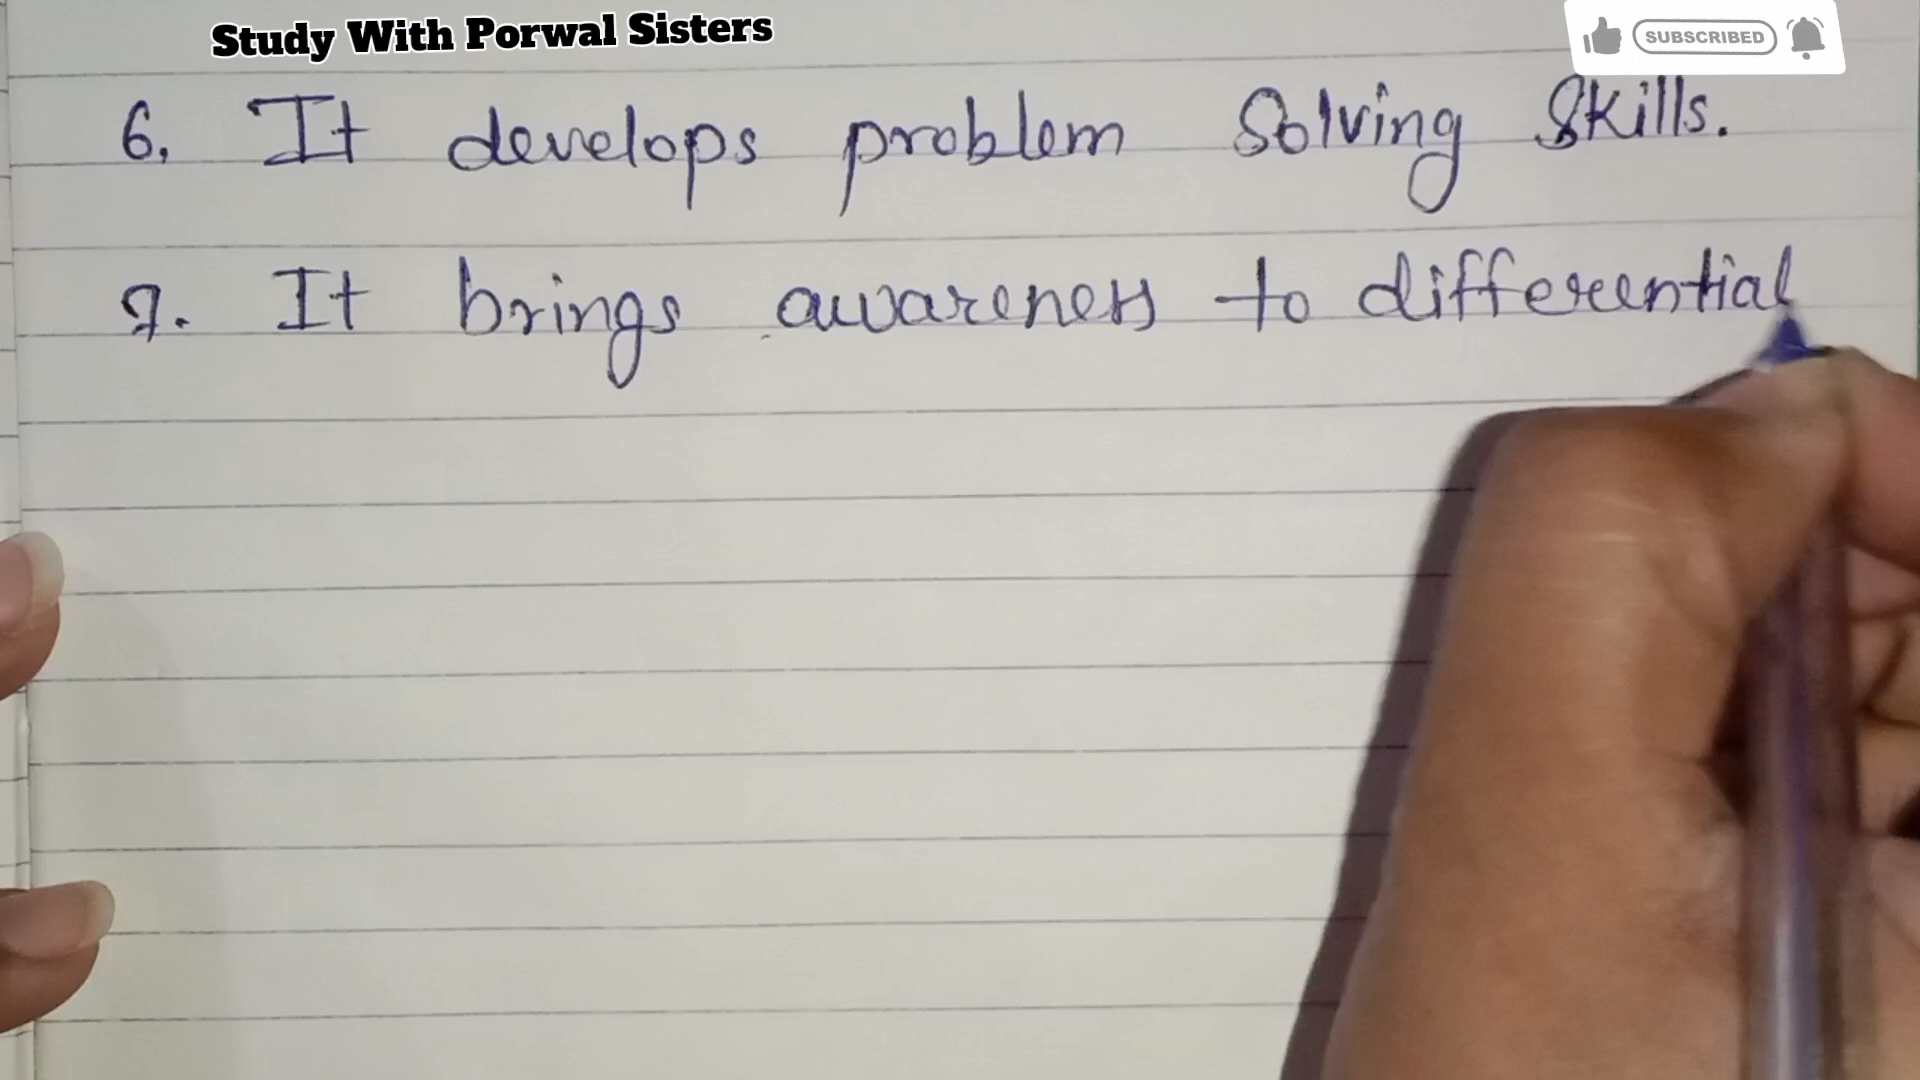 Study With Porwal Sisters
SUBSCRIBED
6. It develops problem Solving Skills.
7. It brings awareness to differential